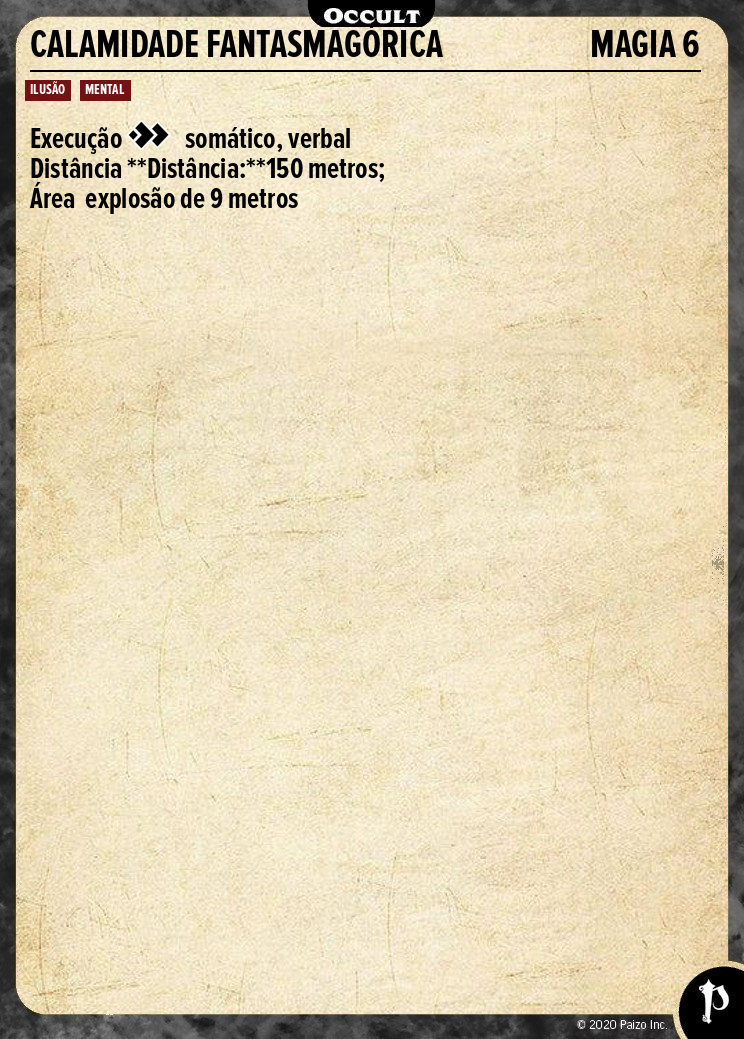 OCCULT
CALAMIDADE FANTASMAGÓRICA MAGIA 6
ILUSÃO MENTAL
Execução somático, verbal
Distância **Distância:**150 metros;
Área explosão de 9 metros
© 2020 Paizo Inc.